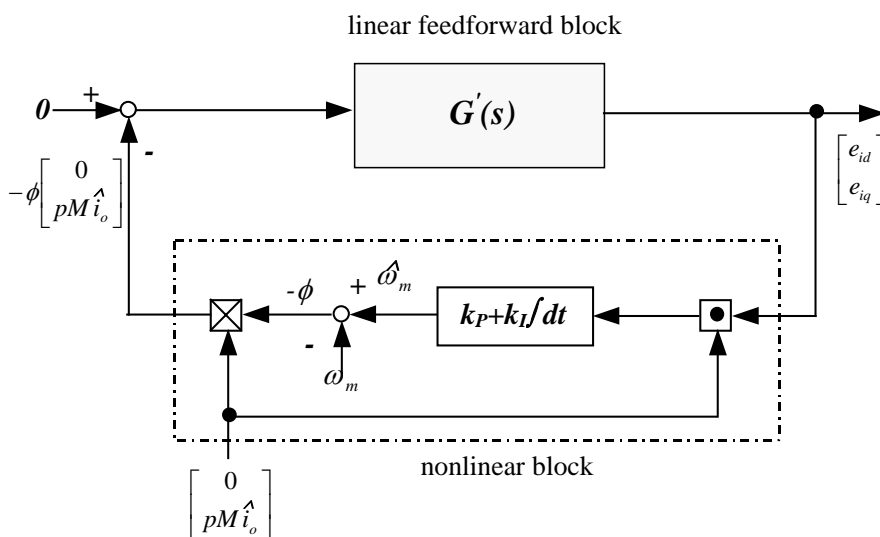 linear feedforward block
0
+
-
G'(s)
-ϕ[0
pMî_o]
[e_id
e_iq]
-ϕ
+
ω̂_m
-
ω_m
k_P+k_I∫dt
[0
pMî_o]
nonlinear block